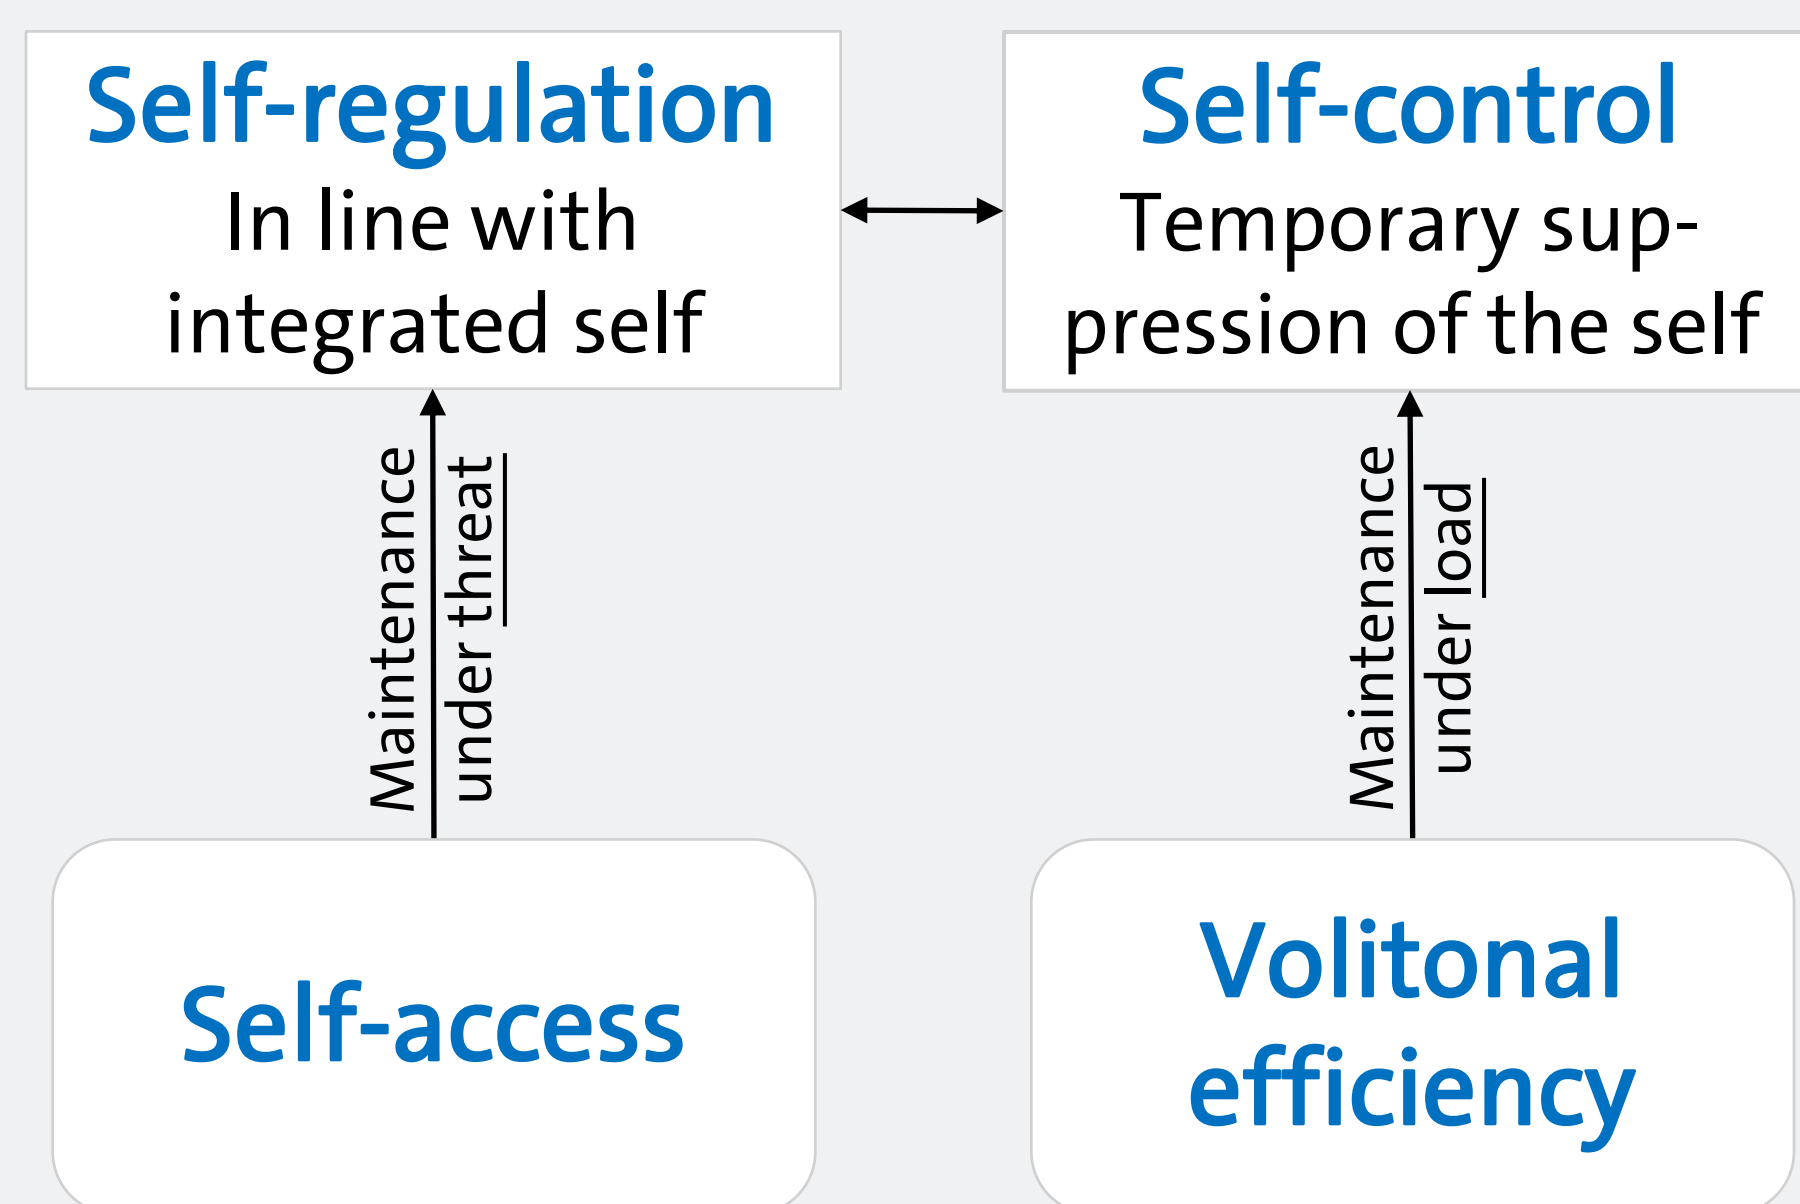 Self-regulation
In line with
integrated self
Self-control
Temporary sup-
pression of the self
Maintenance
under threat
Maintenance
under load
Self-access
Volitonal
efficiency